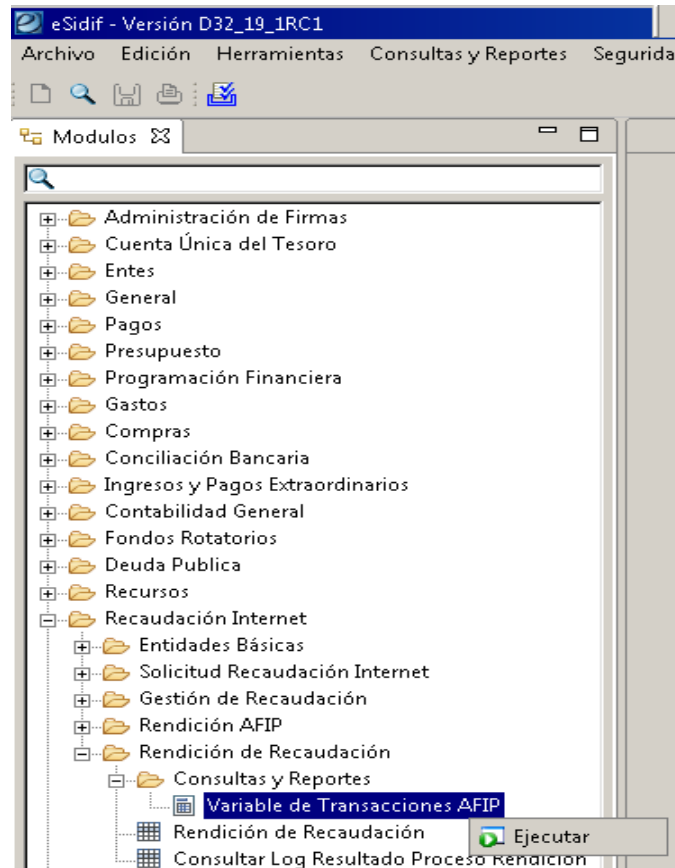 eSidif - Versión D32_19_1RC1
Archivo Edición Herramientas Consultas y Reportes Segurida
Modulos
Administración de Firmas
Cuenta Única del Tesoro
Entes
General
Pagos
Presupuesto
Programación Financiera
Gastos
Compras
Conciliación Bancaria
Ingresos y Pagos Extraordinarios
Contabilidad General
Fondos Rotatorios
Deuda Publica
Recursos
Recaudación Internet
Entidades Básicas
Solicitud Recaudación Internet
Gestión de Recaudación
Rendición AFIP
Rendición de Recaudación
Consultas y Reportes
Variable de Transacciones AFIP
Rendición de Recaudación
Ejecutar
Consultar Log Resultado Proceso Rendición